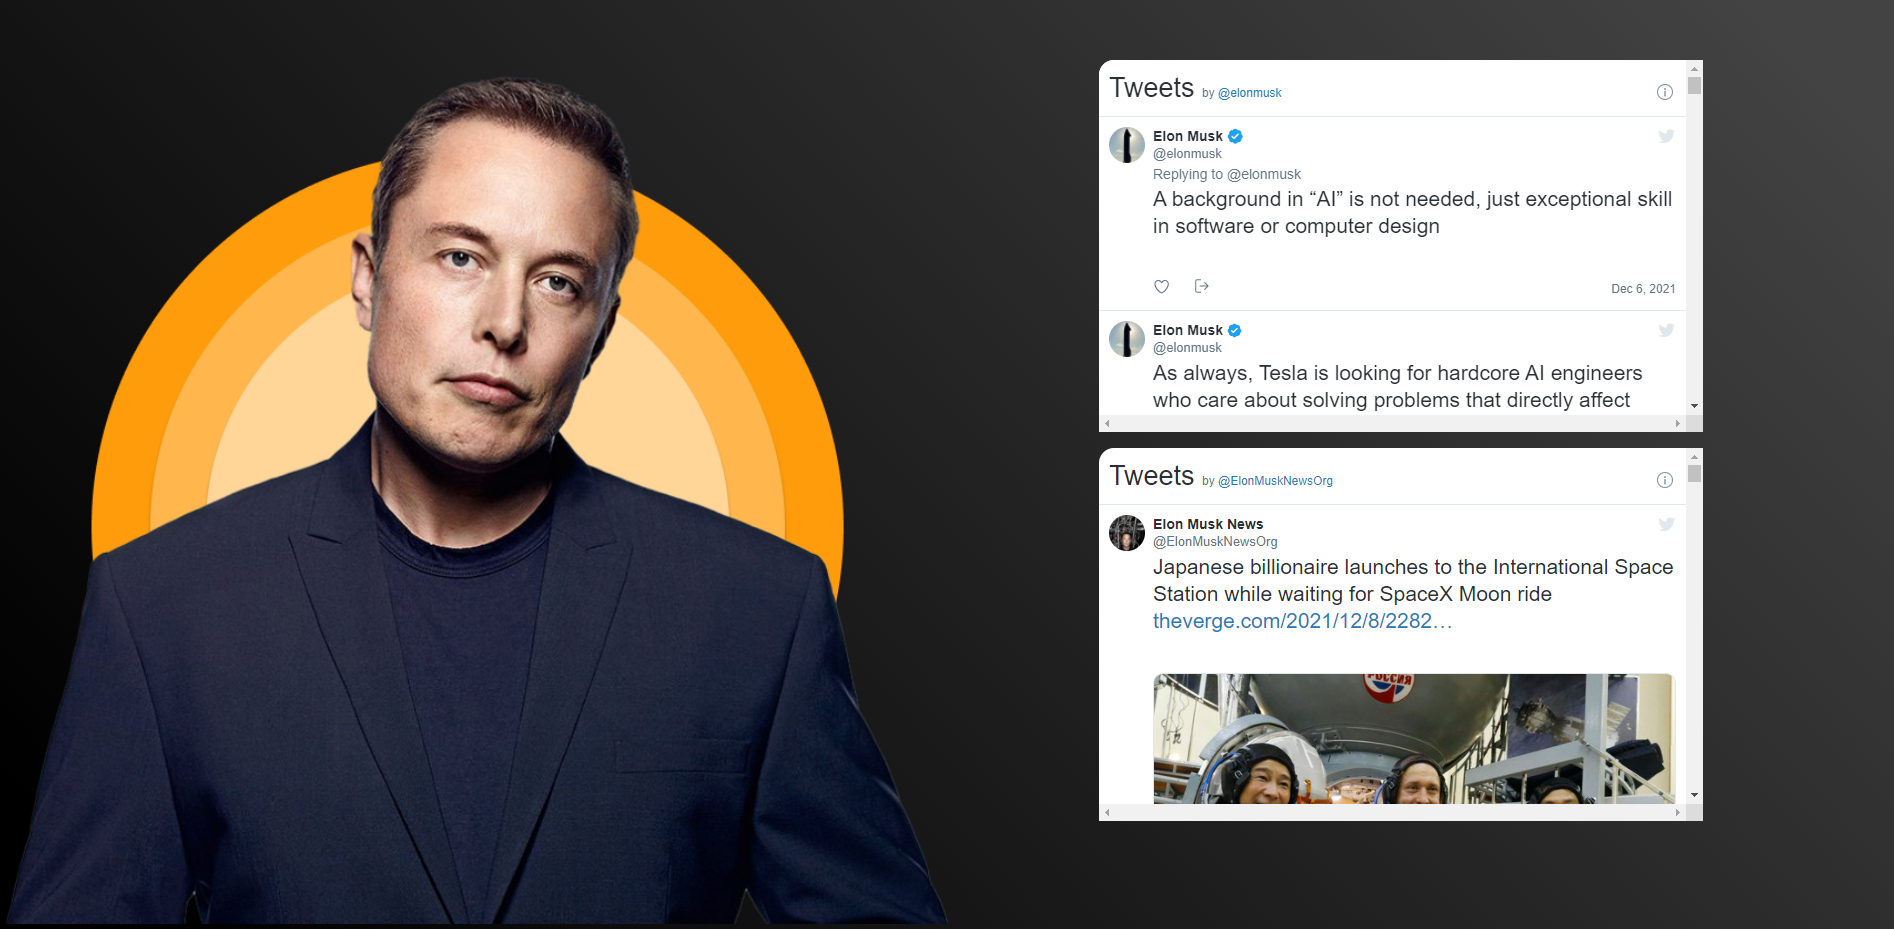 Tweets by @elonmusk
Elon Musk
@elonmusk
Replying to @elonmusk
A background in “AI” is not needed, just exceptional skill
in software or computer design
Dec 6, 2021
Elon Musk
@elonmusk
As always, Tesla is looking for hardcore AI engineers
who care about solving problems that directly affect
Tweets by @ElonMuskNewsOrg
Elon Musk News
@ElonMuskNewsOrg
Japanese billionaire launches to the International Space
Station while waiting for SpaceX Moon ride
theverge.com/2021/12/8/2282…
РОССИЯ